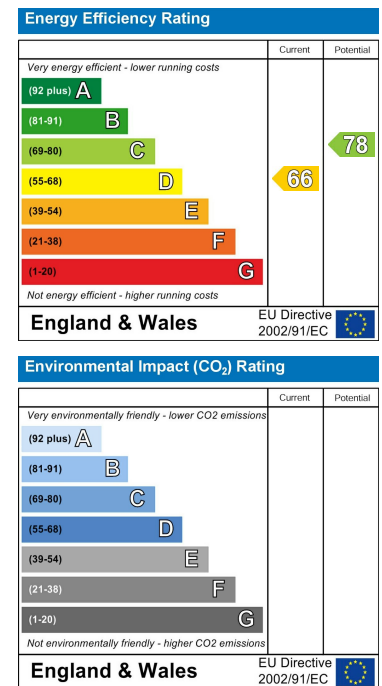 Energy Efficiency Rating
Current Potential
Very energy efficient - lower running costs
(92 plus) A
(81-91) B
(69-80) C
(55-68) D
(39-54) E
(21-38) F
(1-20) G
66
78
Not energy efficient - higher running costs
England & Wales
EU Directive
2002/91/EC
Environmental Impact (CO₂) Rating
Current Potential
Very environmentally friendly - lower CO2 emissions
(92 plus) A
(81-91) B
(69-80) C
(55-68) D
(39-54) E
(21-38) F
(1-20) G
Not environmentally friendly - higher CO2 emissions
England & Wales
EU Directive
2002/91/EC